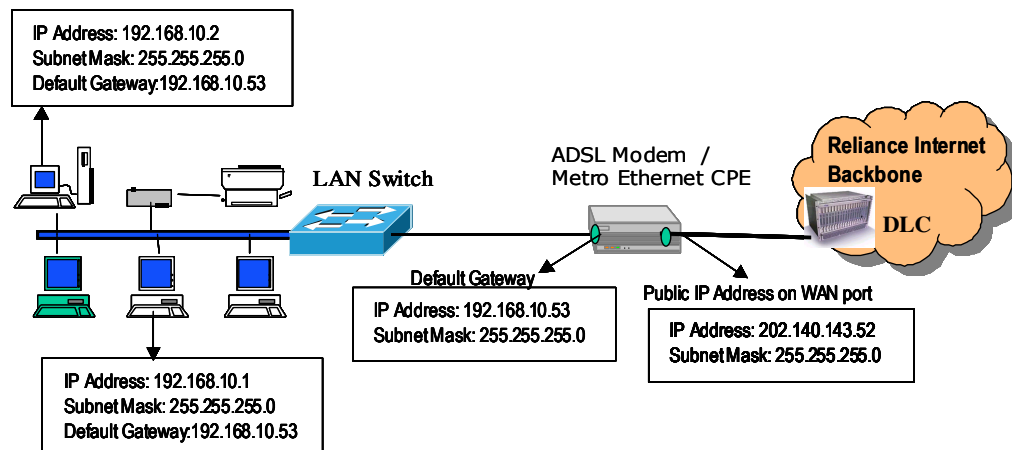 IP Address: 192.168.10.2
Subnet Mask: 255.255.255.0
Default Gateway:192.168.10.53
LAN Switch
ADSL Modem /
Metro Ethernet CPE
Reliance Internet
Backbone
DLC
Default Gateway
IP Address: 192.168.10.53
Subnet Mask: 255.255.255.0
Public IP Address on WAN port
IP Address: 202.140.143.52
Subnet Mask: 255.255.255.0
IP Address: 192.168.10.1
Subnet Mask: 255.255.255.0
Default Gateway:192.168.10.53